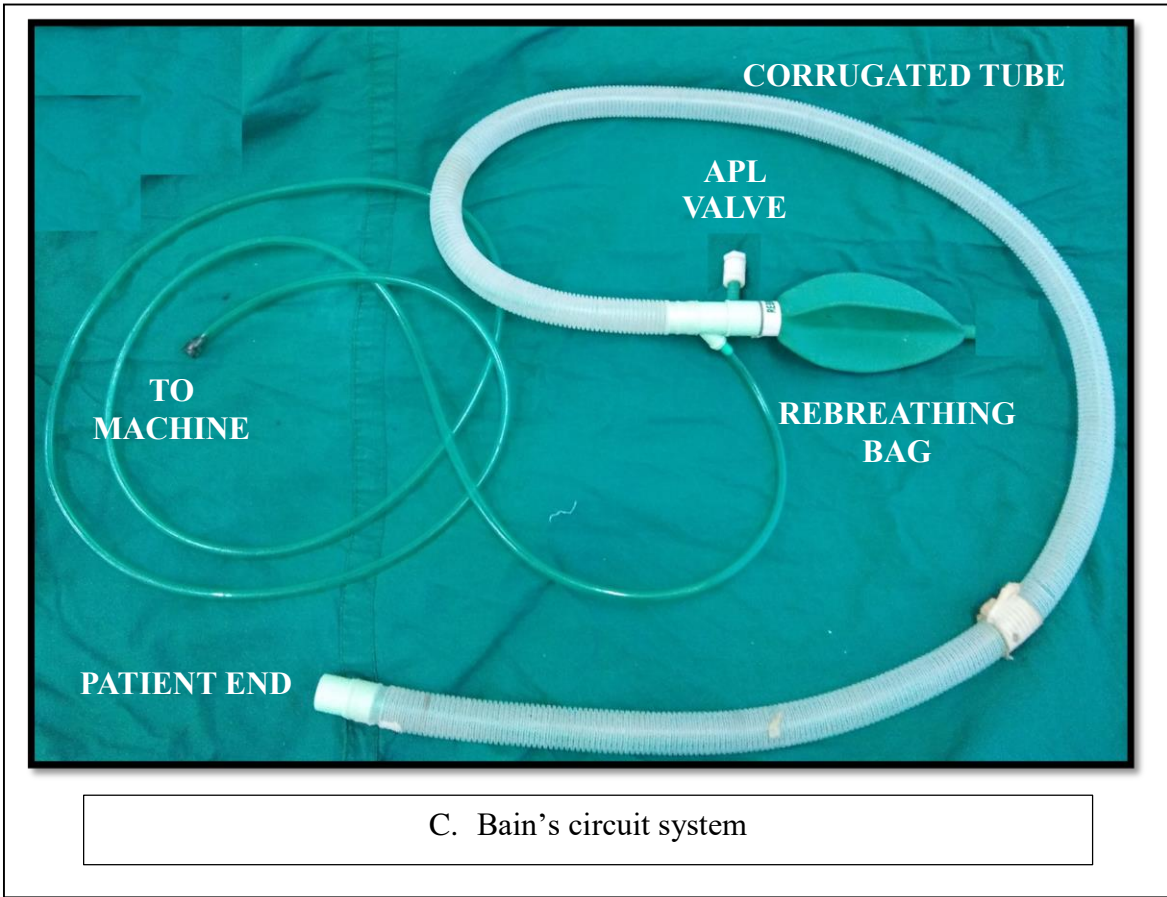 CORRUGATED TUBE
APL
VALVE
TO
MACHINE
REBREATHING
BAG
PATIENT END
C. Bain’s circuit system